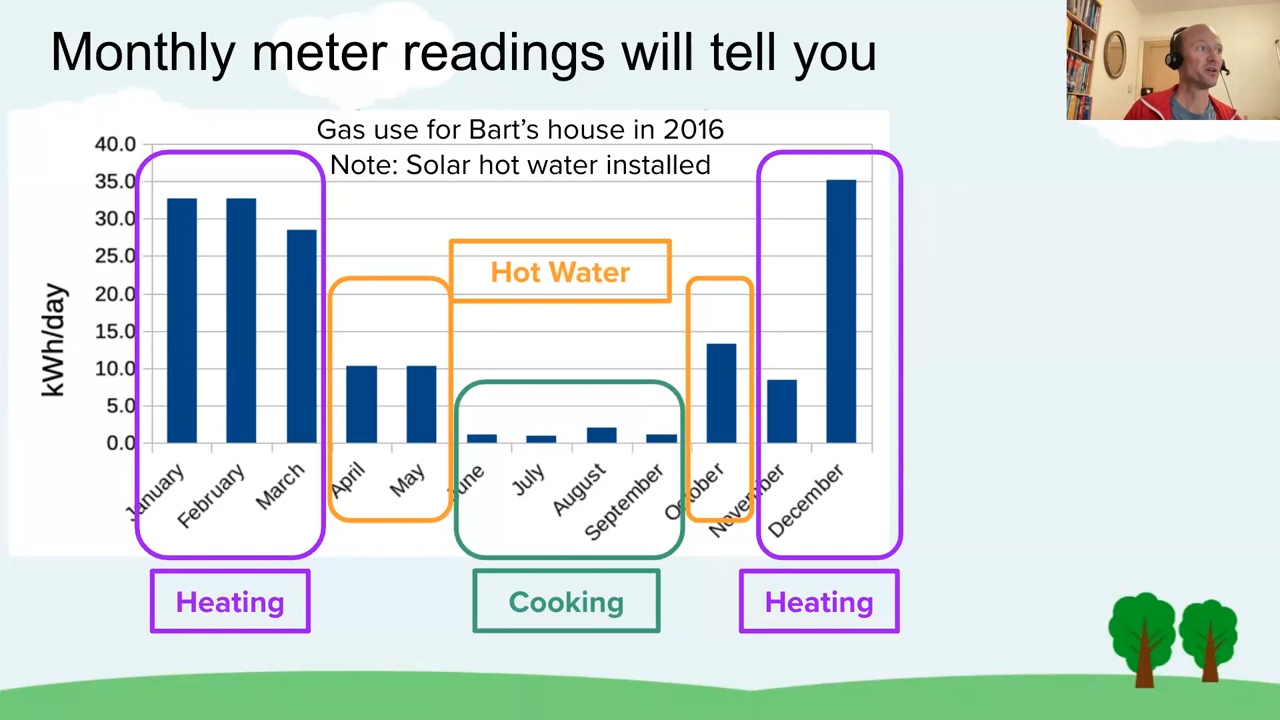 Monthly meter readings will tell you
Gas use for Bart's house in 2016
Note: Solar hot water installed
kWh/day
40.0
35.0
30.0
25.0
20.0
15.0
10.0
5.0
0.0
Hot Water
January
February
March
April
May
June
July
August
September
October
November
December
Heating
Cooking
Heating